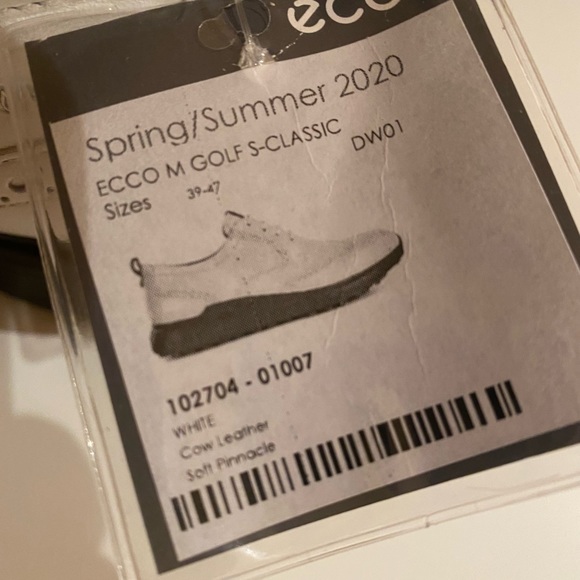 ecco
Spring/Summer 2020
ECCO M GOLF S-CLASSIC DW01
Sizes 39-47
102704 - 01007
WHITE
Cow Leather
Soft Pinnacle